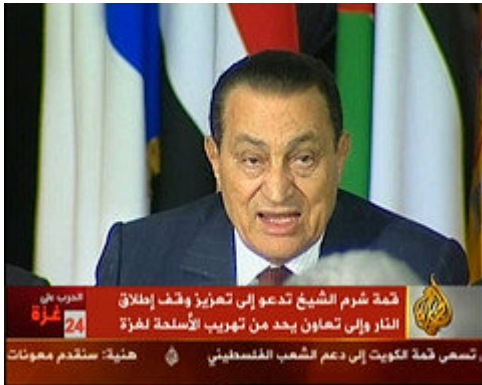 قمة شرم الشيخ تدعو إلى تعزيز وقف إطلاق
النار وإلى تعاون يحد من تهريب الأسلحة لغزة
الحرب على
غزة
24
تسعى قمة الكويت إلى دعم الشعب الفلسطيني
هنية: سنقدم معونات